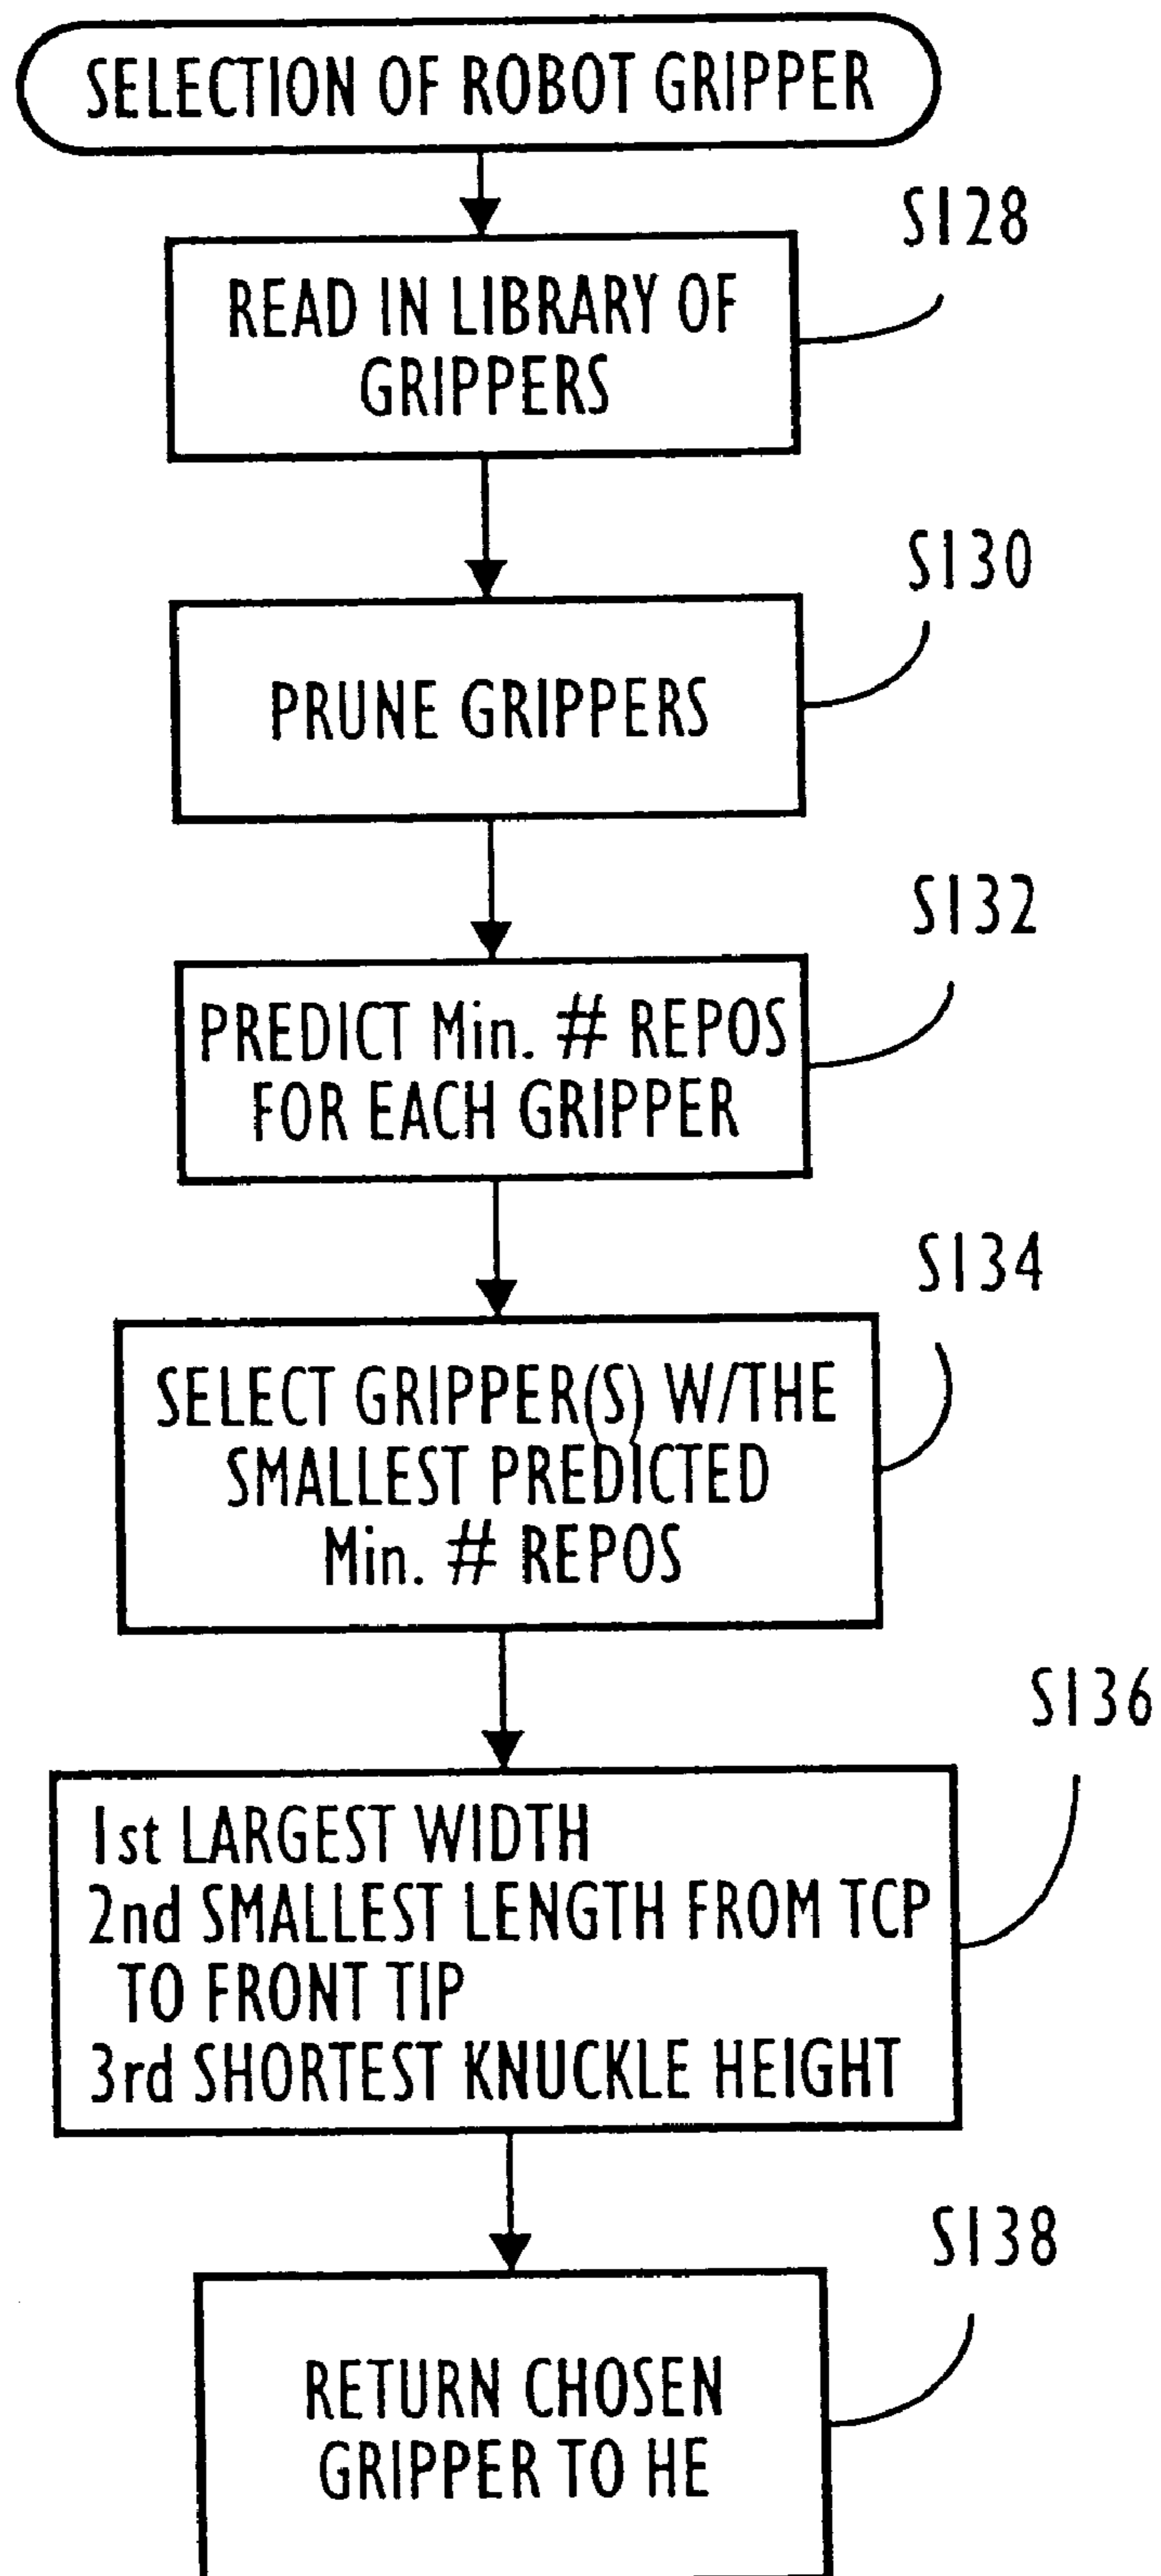 SELECTION OF ROBOT GRIPPER
S128
READ IN LIBRARY OF
GRIPPERS
S130
PRUNE GRIPPERS
S132
PREDICT Min. # REPOS
FOR EACH GRIPPER
S134
SELECT GRIPPER(S) W/THE
SMALLEST PREDICTED
Min. # REPOS
S136
1st LARGEST WIDTH
2nd SMALLEST LENGTH FROM TCP
TO FRONT TIP
3rd SHORTEST KNUCKLE HEIGHT
S138
RETURN CHOSEN
GRIPPER TO HE